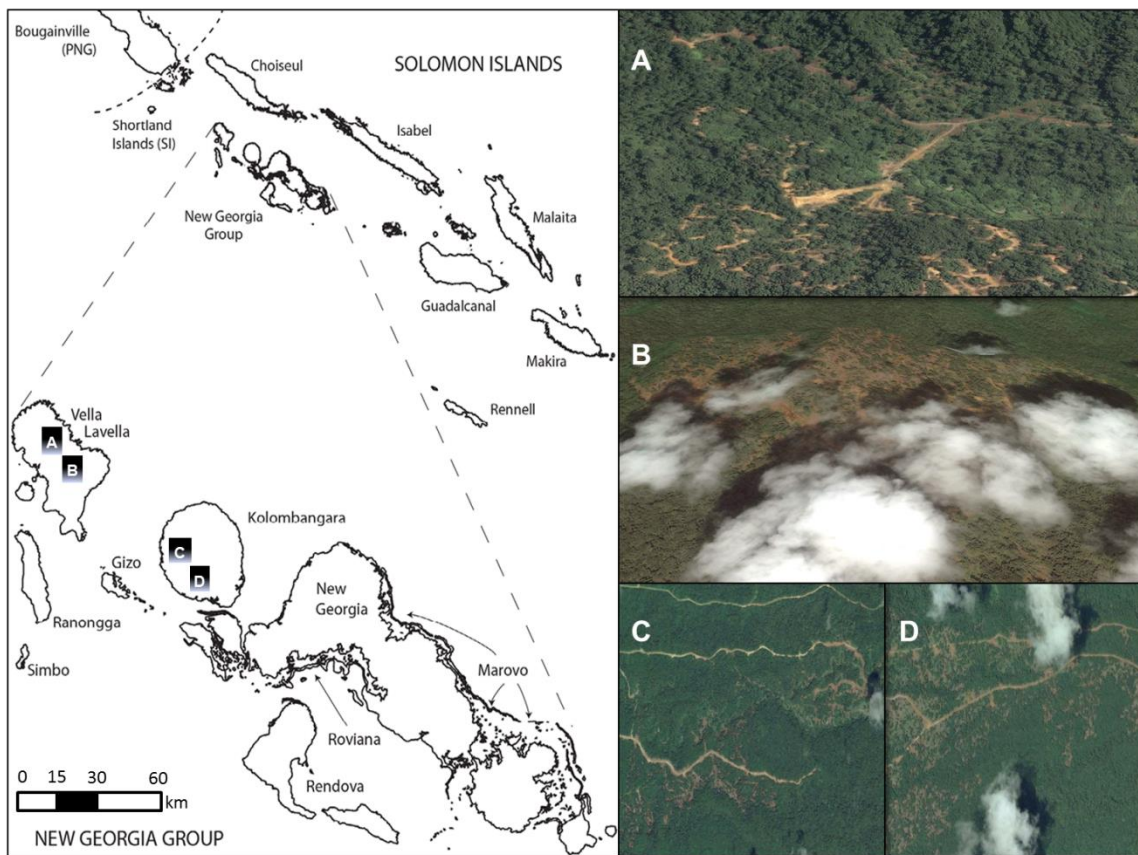 Bougainville
(PNG)
Choiseul
SOLOMON ISLANDS
Shortland
Islands (SI)
Isabel
New Georgia
Group
Malaita
Guadalcanal
Makira
Rennell
Vella
Lavella
A
B
Kolombangara
C
D
Gizo
New
Georgia
Ranongga
Simbo
Marovo
Roviana
Rendova
0 15 30 60
km
NEW GEORGIA GROUP
A
B
C
D